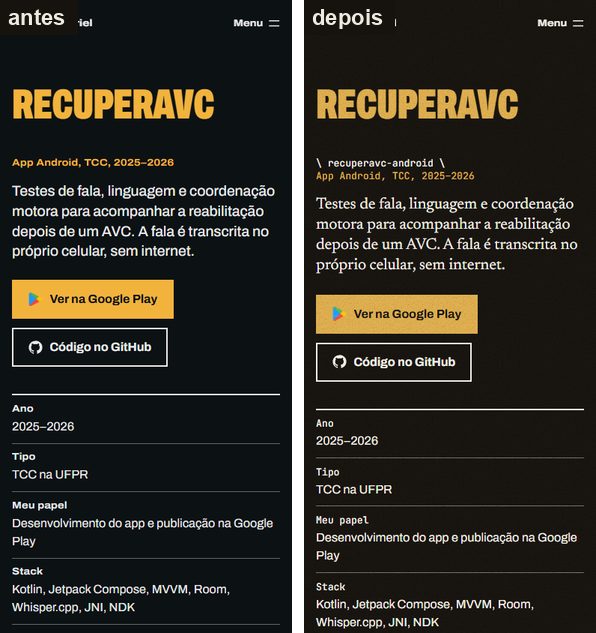 antes
riel
Menu
RECUPERAVC
App Android, TCC, 2025–2026
Testes de fala, linguagem e coordenação
motora para acompanhar a reabilitação
depois de um AVC. A fala é transcrita no
próprio celular, sem internet.
Ver na Google Play
Código no GitHub
Ano
2025–2026
Tipo
TCC na UFPR
Meu papel
Desenvolvimento do app e publicação na Google
Play
Stack
Kotlin, Jetpack Compose, MVVM, Room,
Whisper.cpp, JNI, NDK
depois
Menu
RECUPERAVC
\ recuperavc-android \
App Android, TCC, 2025–2026
Testes de fala, linguagem e coordenação
motora para acompanhar a reabilitação
depois de um AVC. A fala é transcrita no
próprio celular, sem internet.
Ver na Google Play
Código no GitHub
Ano
2025–2026
Tipo
TCC na UFPR
Meu papel
Desenvolvimento do app e publicação na Google
Play
Stack
Kotlin, Jetpack Compose, MVVM, Room,
Whisper.cpp, JNI, NDK